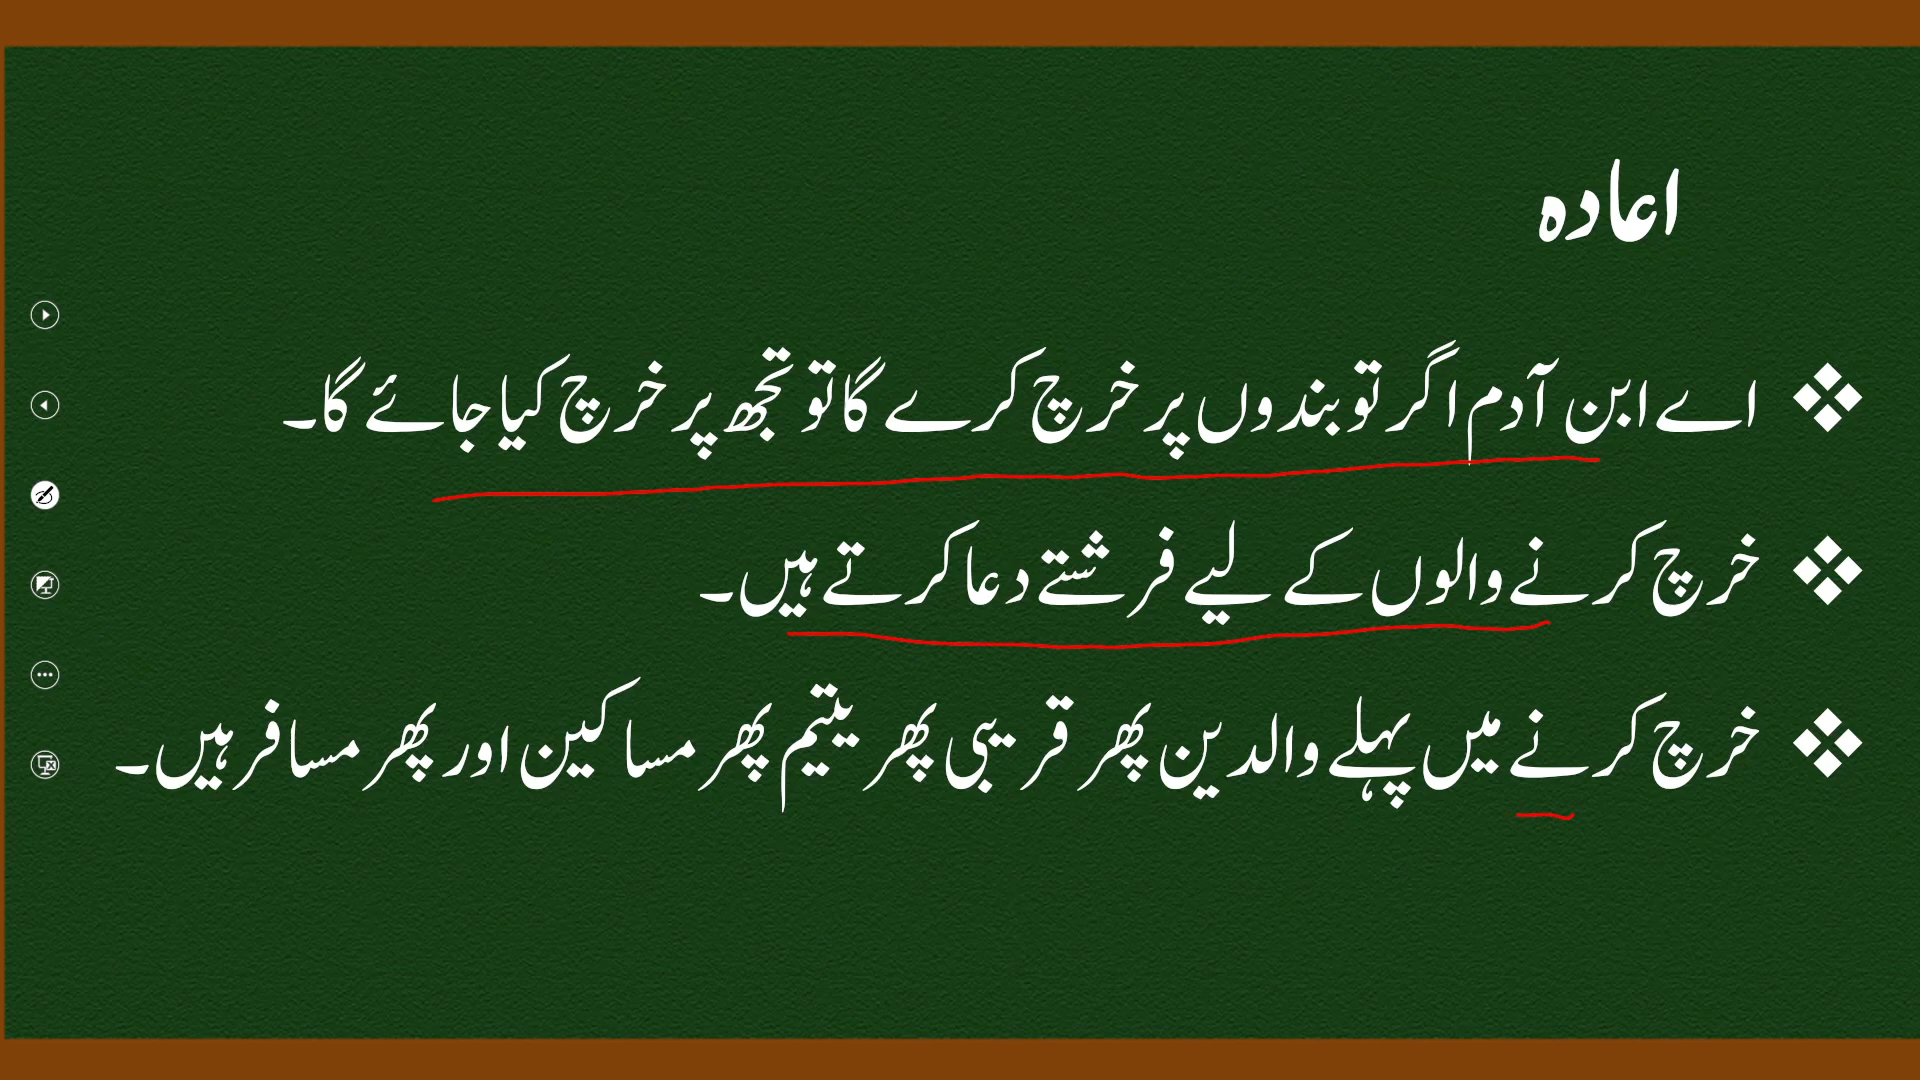 اعادہ
اے ابن آدم اگر تو بندوں پر خرچ کرے گا تو تجھ پر خرچ کیا جائے گا۔
خرچ کرنے والوں کے لیے فرشتے دعا کرتے ہیں۔
خرچ کرنے میں پہلے والدین پھر قریبی پھر یتیم پھر مساکین اور پھر مسافر ہیں۔